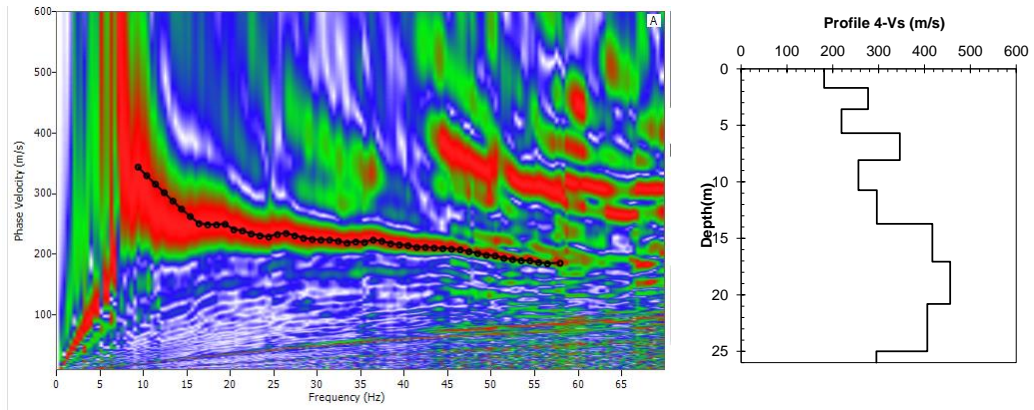 A
600
500
400
300
200
100
Phase Velocity (m/s)
0 5 10 15 20 25 30 35 40 45 50 55 60 65
Frequency (Hz)
Profile 4-Vs (m/s)
0 100 200 300 400 500 600
0
5
10
15
20
25
Depth(m)